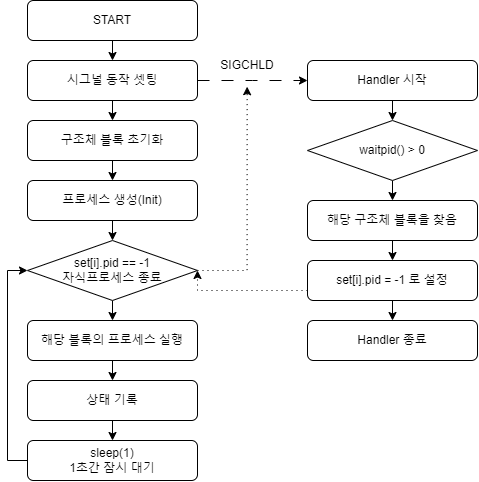 START
시그널 동작 셋팅
구조체 블록 초기화
프로세스 생성(Init)
set[i].pid == -1
자식프로세스 종료
해당 블록의 프로세스 실행
상태 기록
sleep(1)
1초간 잠시 대기
SIGCHLD
Handler 시작
waitpid() > 0
해당 구조체 블록을 찾음
set[i].pid = -1 로 설정
Handler 종료